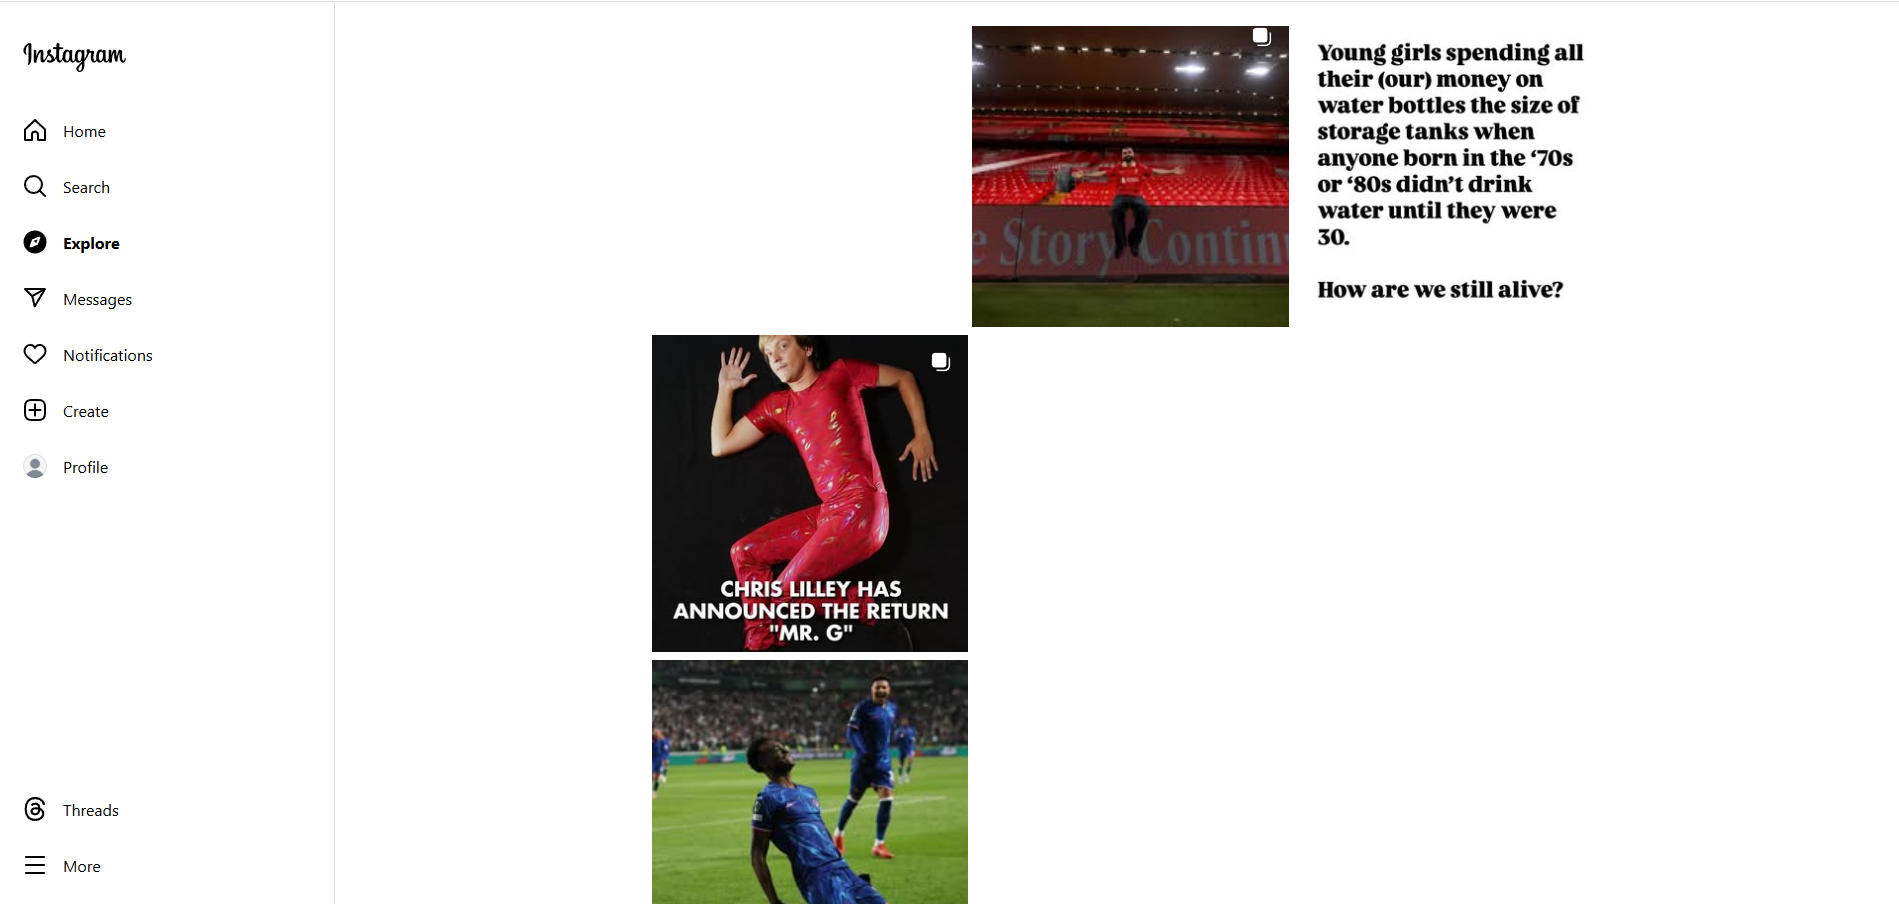 Instagram
Home
Search
Explore
Messages
Notifications
Create
Profile
Threads
More
e Story Contin
Young girls spending all
their (our) money on
water bottles the size of
storage tanks when
anyone born in the ‘70s
or ‘80s didn’t drink
water until they were
30.
How are we still alive?
CHRIS LILLEY HAS
ANNOUNCED THE RETURN
"MR. G"